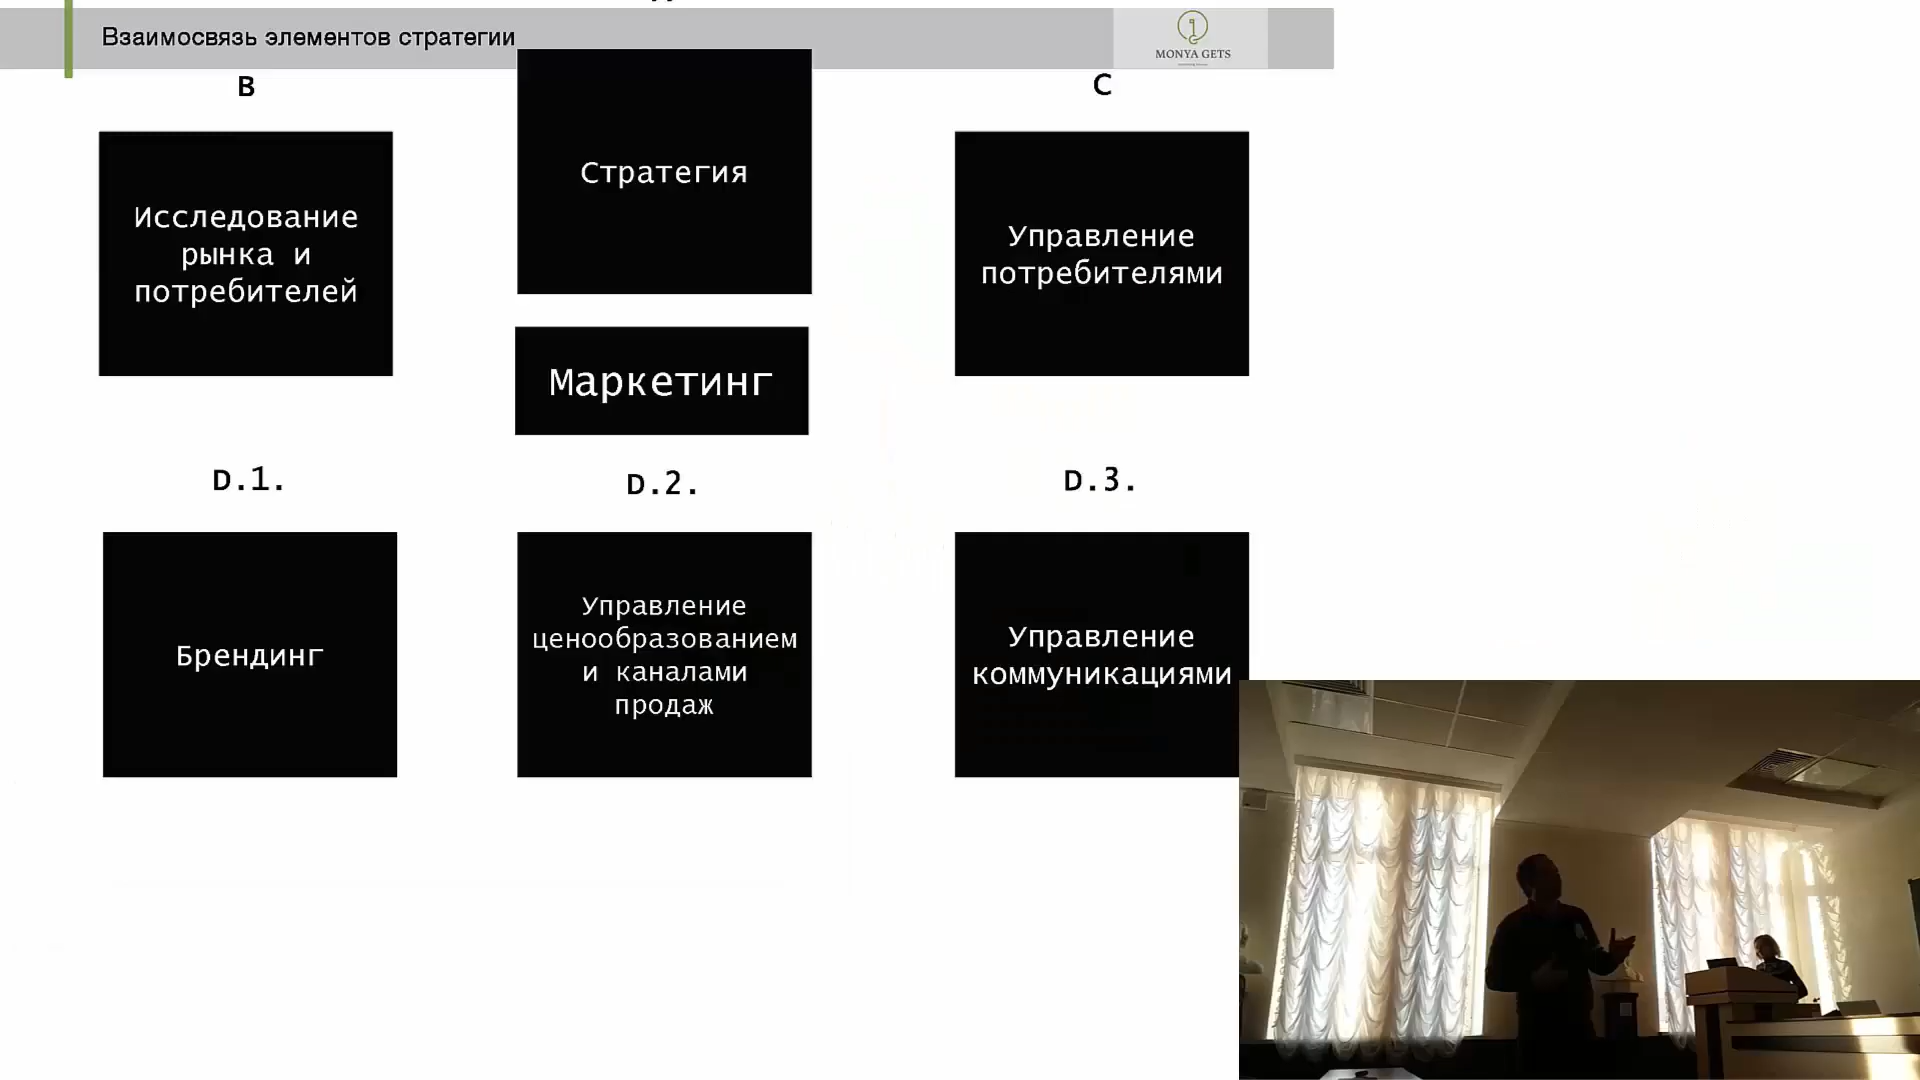 Взаимосвязь элементов стратегии
MONYA GETS
B
C
Стратегия
Исследование
рынка и
потребителей
Управление
потребителями
Маркетинг
D.1.
D.2.
D.3.
Брендинг
Управление
ценообразованием
и каналами
продаж
Управление
коммуникациями